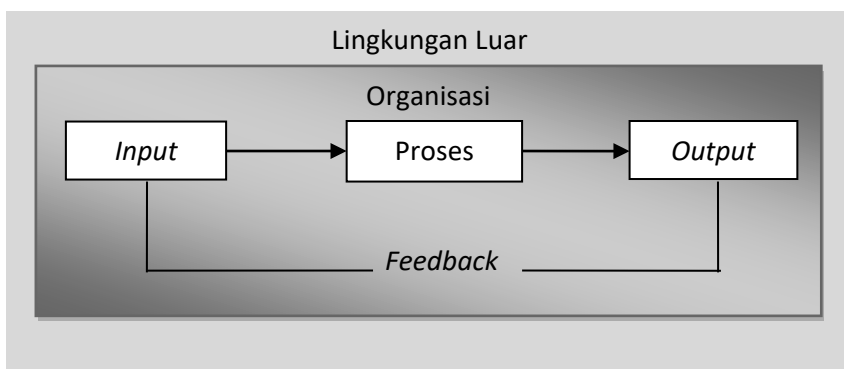 Lingkungan Luar
Organisasi
Input Proses Output
Feedback